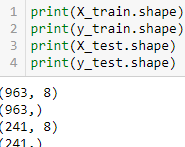 1 print(X_train.shape)
2 print(y_train.shape)
3 print(X_test.shape)
4 print(y_test.shape)
(963, 8)
(963,)
(241, 8)
(241,)